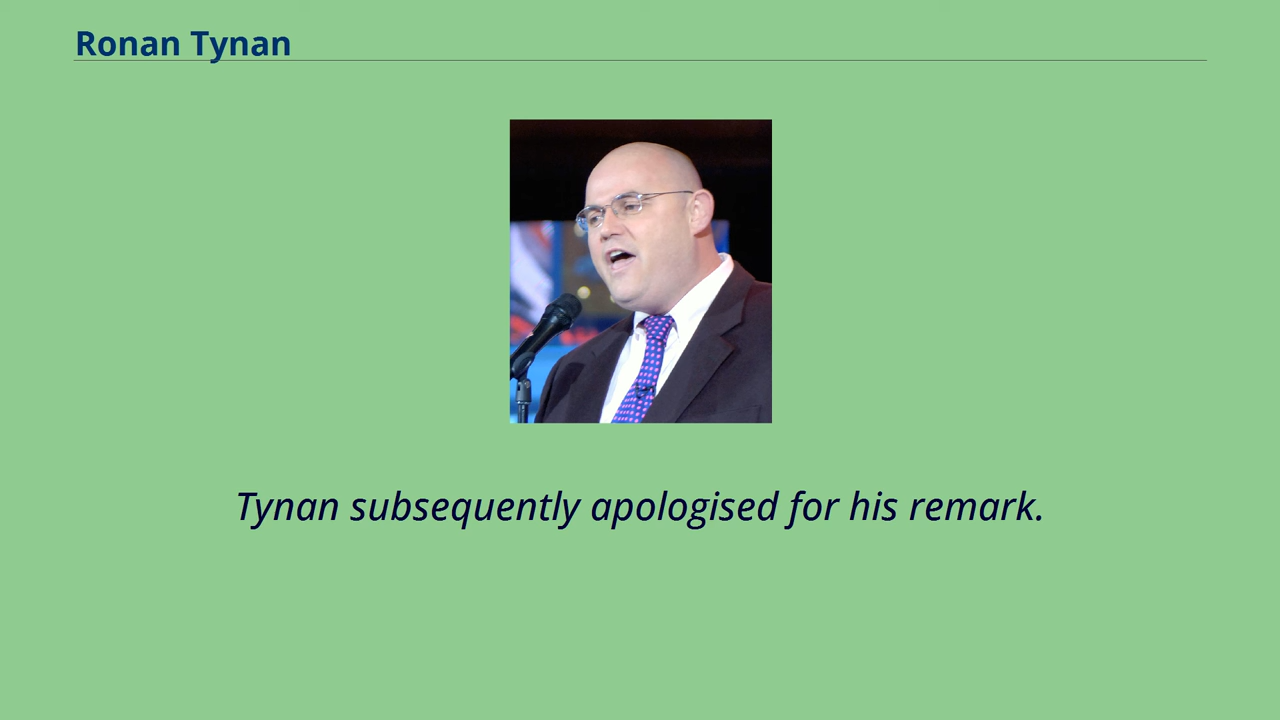 Ronan Tynan
Tynan subsequently apologised for his remark.